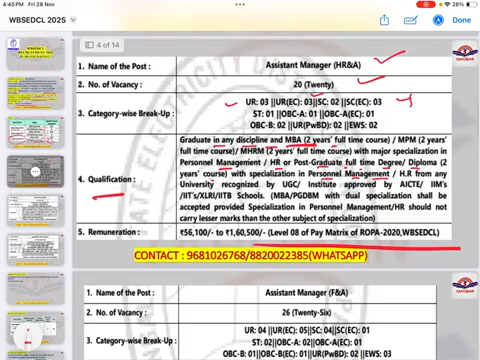 4:45 PM Fri 28 Nov
28%
WBSEDCL 2025
Done
4 of 14
TAPOBAN
1. Name of the Post :
Assistant Manager (HR&A)
2. No. of Vacancy :
20 (Twenty)
3. Category-wise Break-Up :
UR: 03 ||UR(EC): 03||SC: 02 ||SC(EC): 03
ST: 01 ||OBC-A: 01 ||OBC-A(EC): 01
OBC-B: 02 ||UR(PwBD): 02 ||EWS: 02
4. Qualification :
Graduate in any discipline and MBA (2 years' full time course) / MPM (2 years'
full time course)/ MHRM (2 years' full time course) with major specialization in
Personnel Management / HR or Post-Graduate full time Degree/ Diploma (2
years' course) with specialization in Personnel Management / H.R from any
University recognized by UGC/ Institute approved by AICTE/ IIM's
/IIT's/XLRI/IITB Schools. (MBA/PGDBM with dual specialization shall be
accepted provided Specialization in Personnel Management/HR should not
carry lesser marks than the other subject of specialization)
5. Remuneration :
₹56,100/- to ₹1,60,500/- (Level 08 of Pay Matrix of ROPA-2020,WBSEDCL)
CONTACT : 9681026768/8820022385(WHATSAPP)
TAPOBAN
1. Name of the Post :
Assistant Manager (F&A)
2. No. of Vacancy :
26 (Twenty-Six)
3. Category-wise Break-Up :
UR: 04 ||UR(EC): 05||SC: 04 ||SC(EC): 01
ST: 02 ||OBC-A: 02 ||OBC-A(EC): 01
OBC-B: 01||OBC-B(EC): 01||UR(PwBD): 02 ||EWS: 03